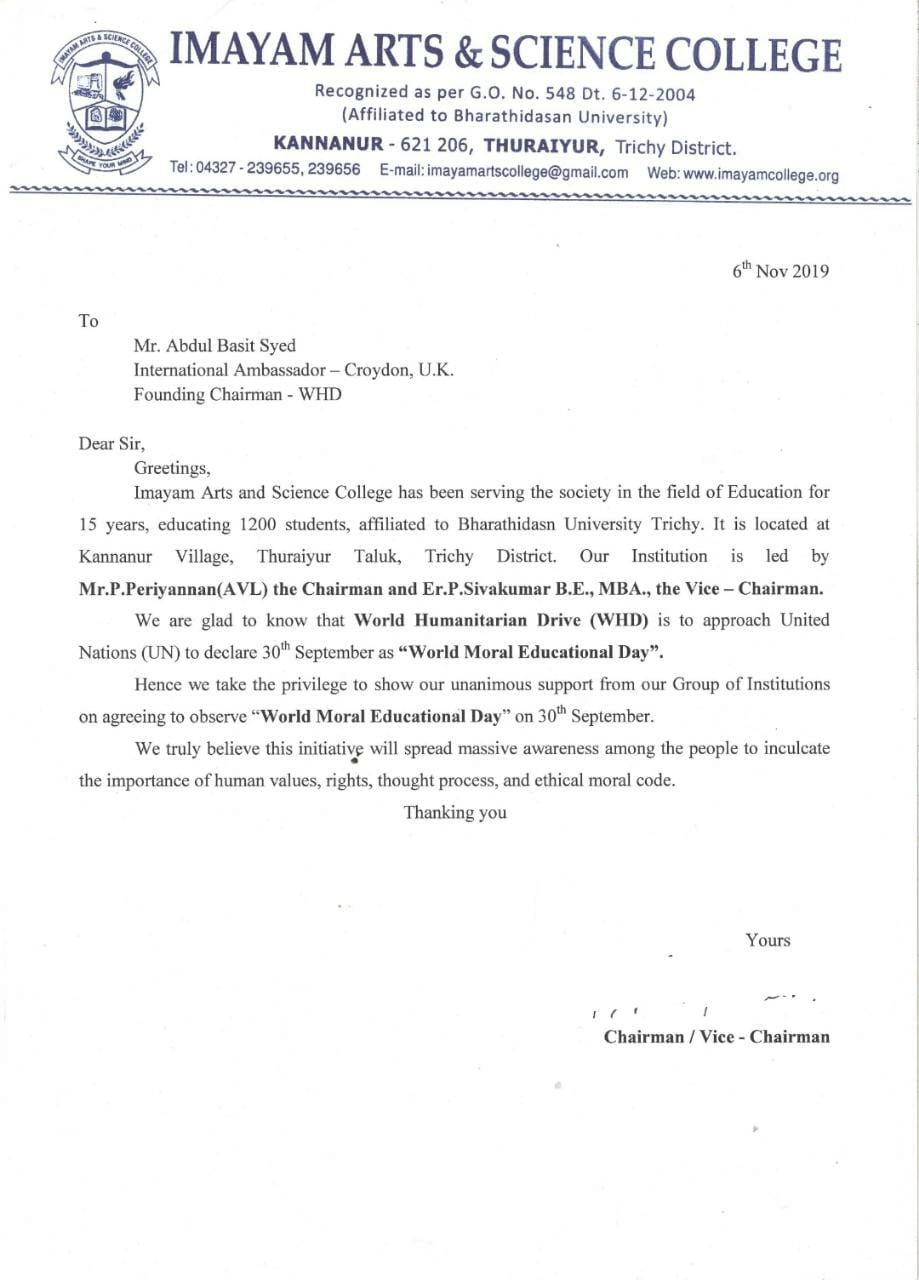 ARTS & SCIENCE COLLEGE
SHAPE YOUR MIND
IMAYAM ARTS & SCIENCE COLLEGE
Recognized as per G.O. No. 548 Dt. 6-12-2004
(Affiliated to Bharathidasan University)
KANNANUR - 621 206, THURAIYUR, Trichy District.
Tel: 04327 - 239655, 239656 E-mail: imayamartscollege@gmail.com Web: www.imayamcollege.org
6th Nov 2019
To
Mr. Abdul Basit Syed
International Ambassador – Croydon, U.K.
Founding Chairman - WHD
Dear Sir,
Greetings,
Imayam Arts and Science College has been serving the society in the field of Education for
15 years, educating 1200 students, affiliated to Bharathidasn University Trichy. It is located at
Kannanur Village, Thuraiyur Taluk, Trichy District. Our Institution is led by
Mr.P.Periyannan(AVL) the Chairman and Er.P.Sivakumar B.E., MBA., the Vice – Chairman.
We are glad to know that World Humanitarian Drive (WHD) is to approach United
Nations (UN) to declare 30th September as “World Moral Educational Day”.
Hence we take the privilege to show our unanimous support from our Group of Institutions
on agreeing to observe “World Moral Educational Day” on 30th September.
We truly believe this initiative will spread massive awareness among the people to inculcate
the importance of human values, rights, thought process, and ethical moral code.
Thanking you
Yours
Chairman / Vice - Chairman